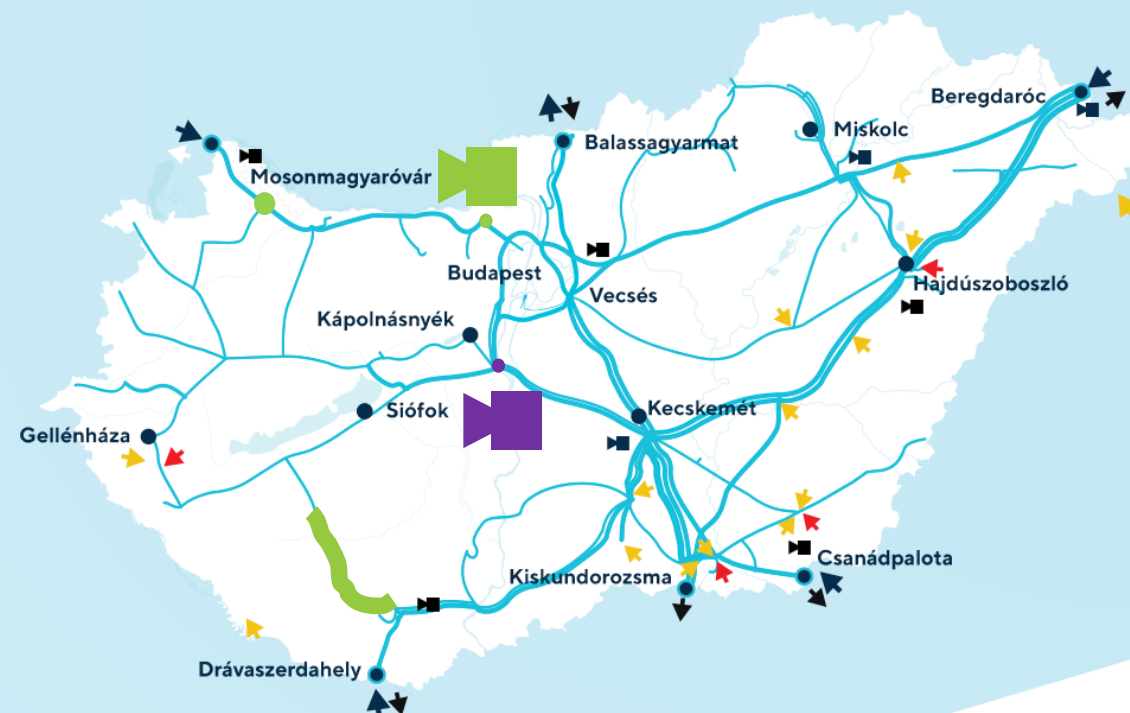 Beregdaróc
Miskolc
Balassagyarmat
Mosonmagyaróvár
Budapest
Hajdúszoboszló
Vecsés
Kápolnásnyék
Kecskemét
Siófok
Gellénháza
Csanádpalota
Kiskundorozsma
Drávaszerdahely